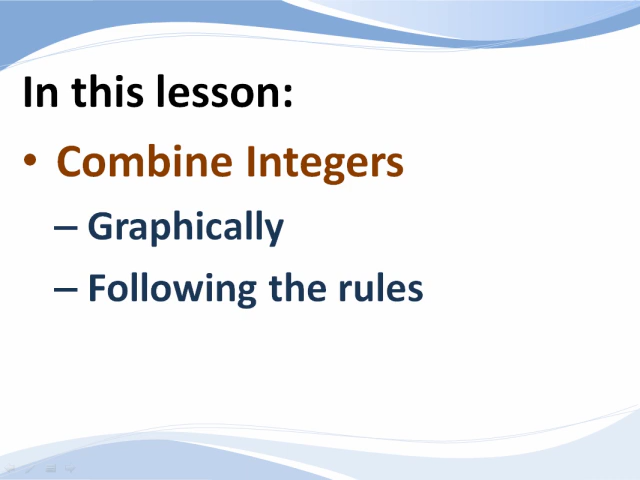 In this lesson:
• Combine Integers
– Graphically
– Following the rules